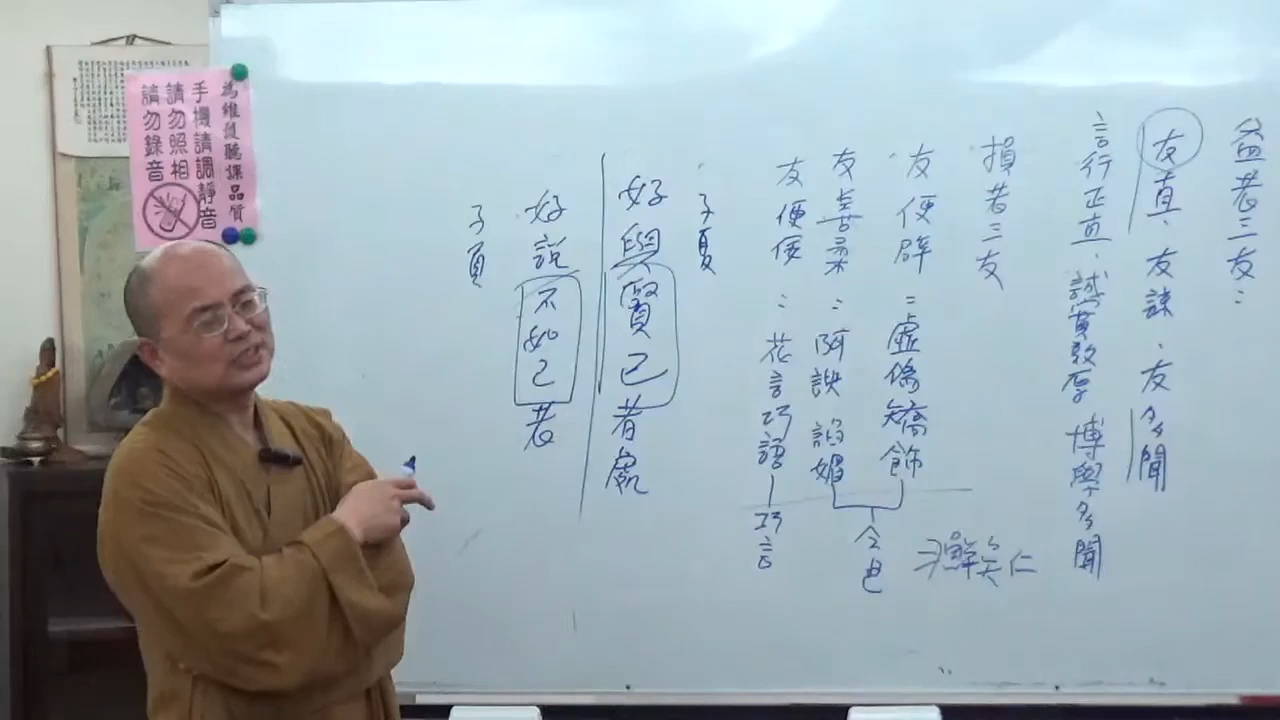 益者三友：
友直、友諒、友多聞
言行正直、誠實敦厚 博學多聞
損者三友
友便辟：虛偽矯飾
友善柔：阿諛諂媚
友便佞：花言巧語
令色
巧言
鮮矣仁
子夏
好與賢己者處
好說不如己者
子貢
為維護聽課品質
手機請調靜音
請勿照相
請勿錄音